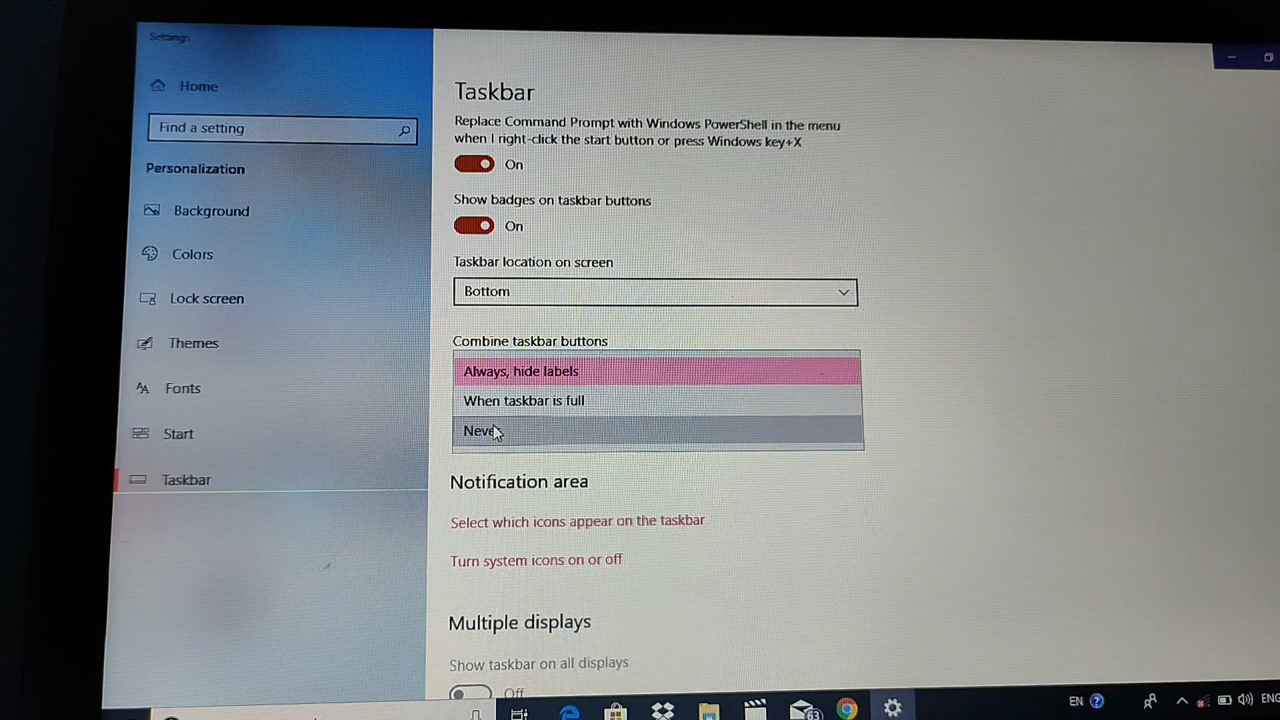 Settings
Home
Find a setting
Personalization
Background
Colors
Lock screen
Themes
Fonts
Start
Taskbar
Taskbar
Replace Command Prompt with Windows PowerShell in the menu
when I right-click the start button or press Windows key+X
On
Show badges on taskbar buttons
On
Taskbar location on screen
Bottom
Combine taskbar buttons
Always, hide labels
When taskbar is full
Neve
Notification area
Select which icons appear on the taskbar
Turn system icons on or off
Multiple displays
Show taskbar on all displays
Off
63
EN
ENG